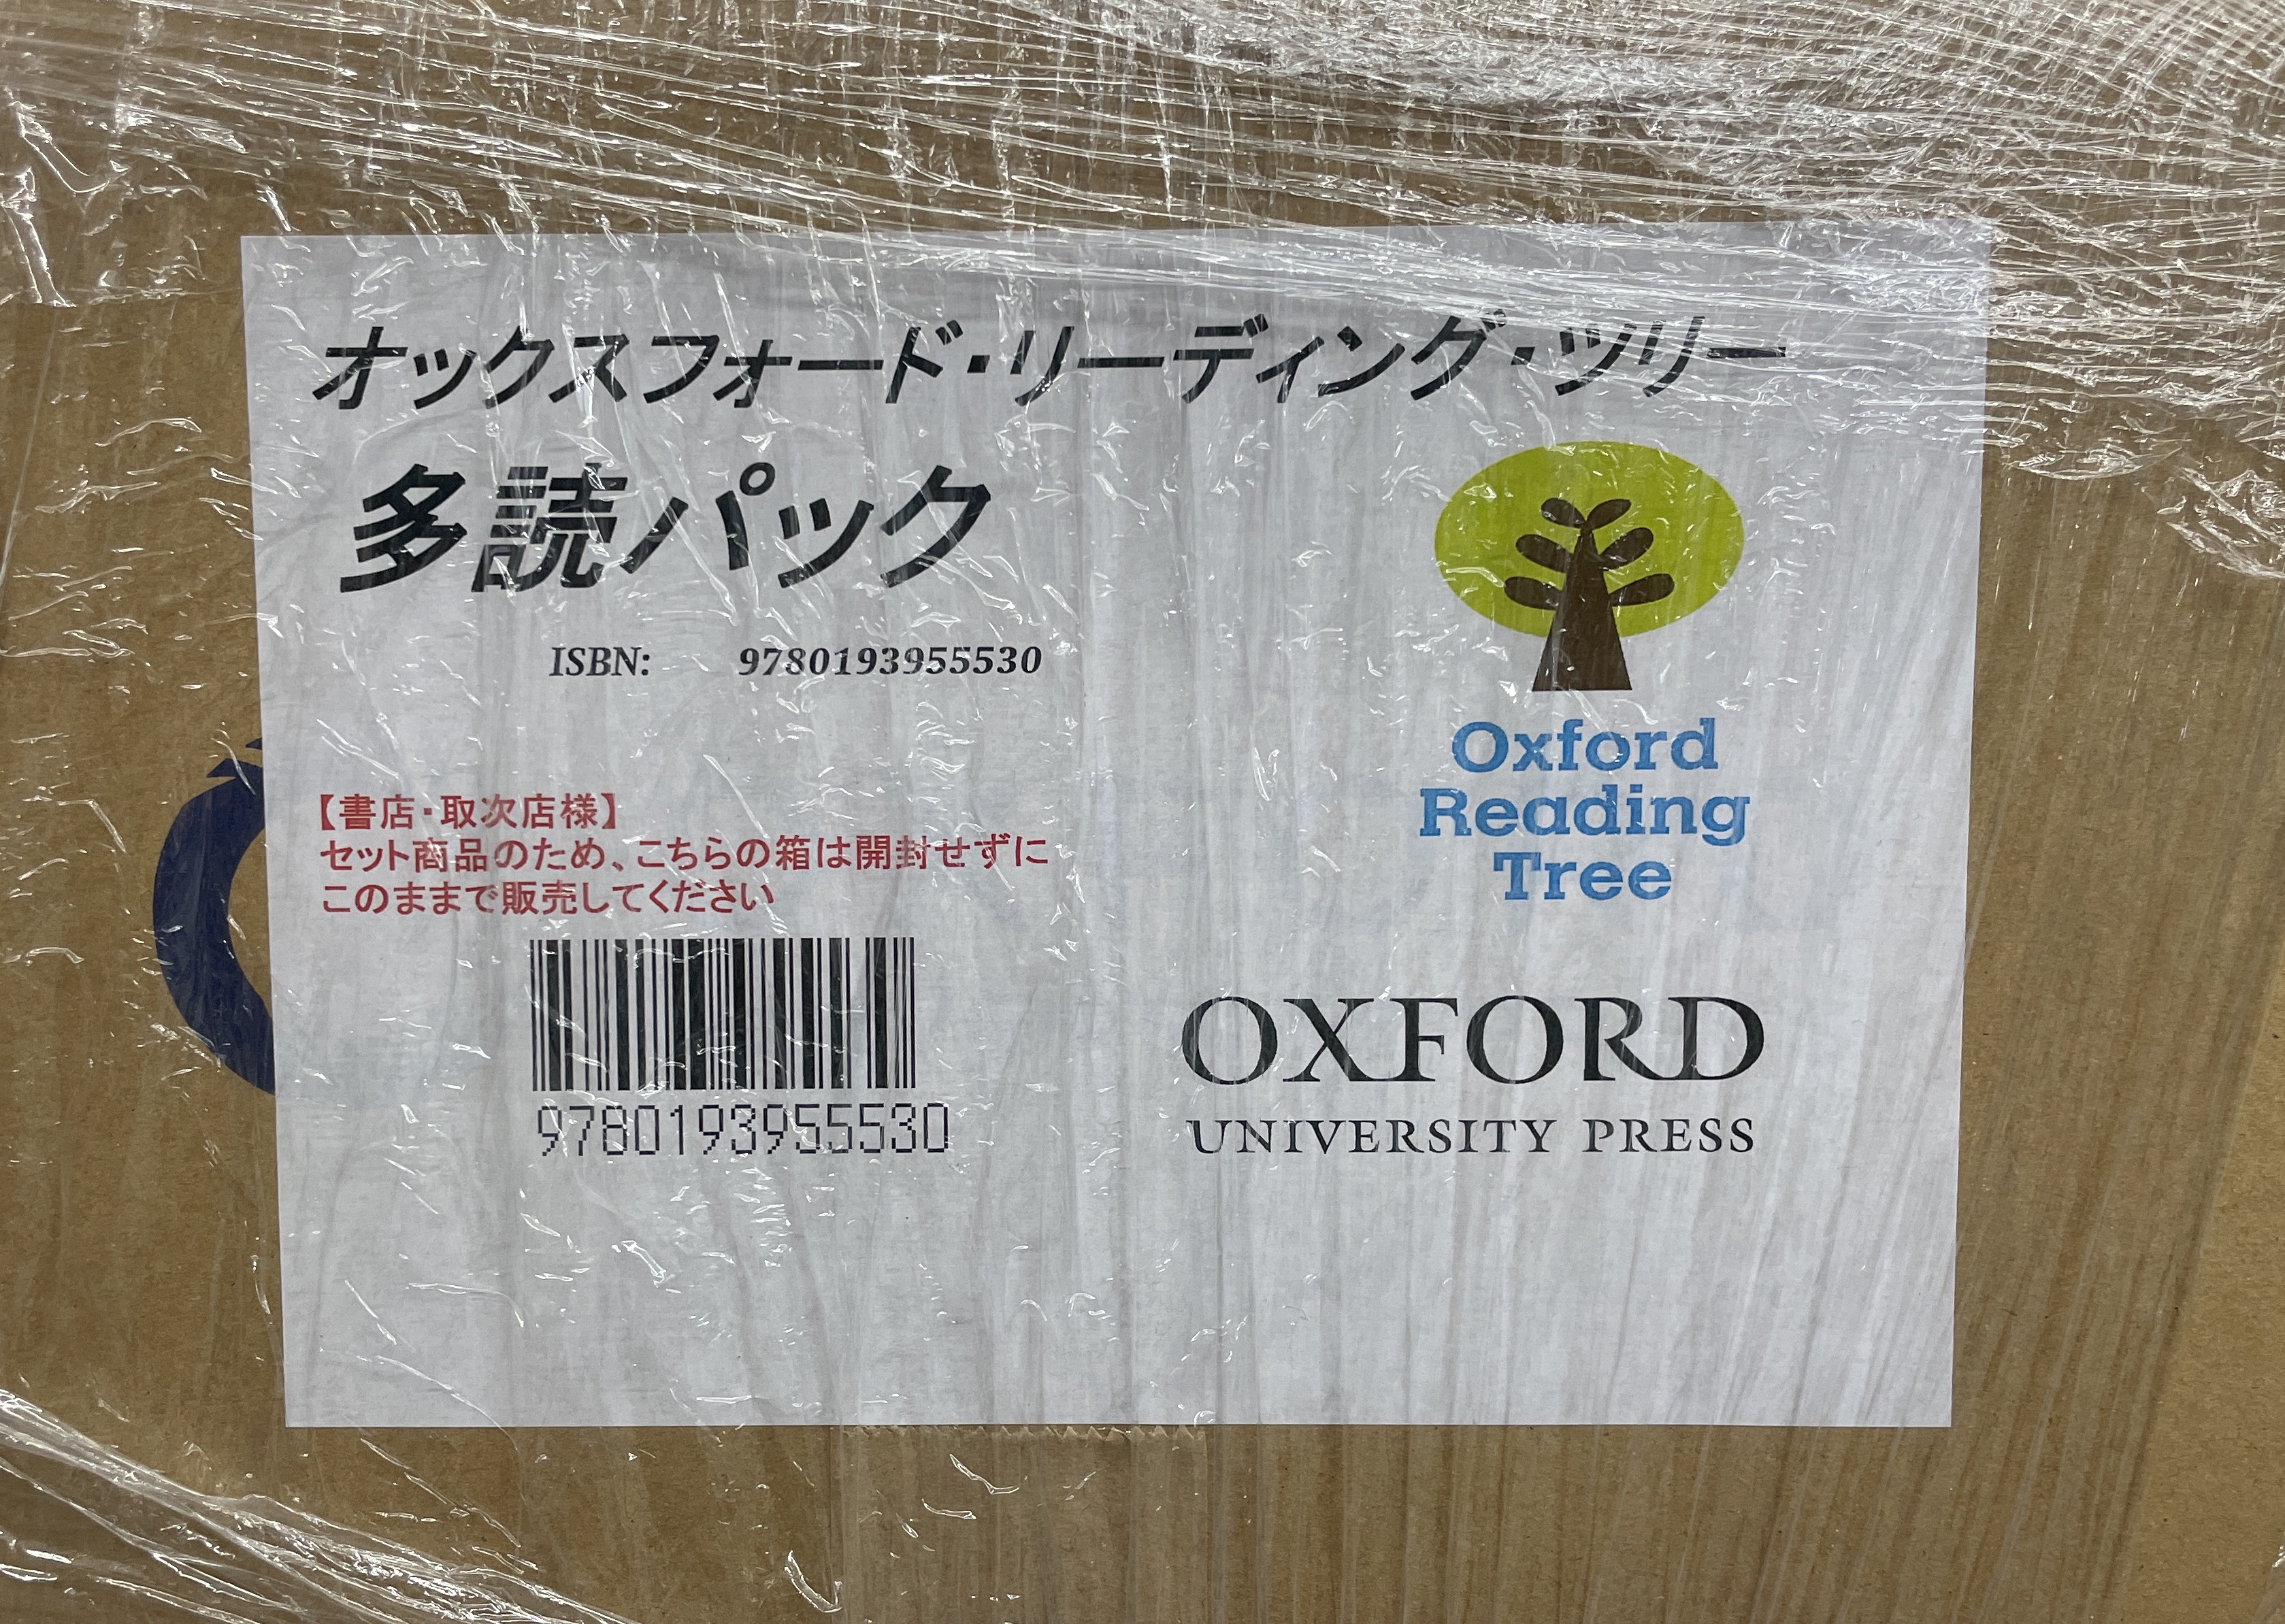 オックスフォード・リーディング・ツリー
多読パック
ISBN: 9780193955530
【書店・取次店様】
セット商品のため、こちらの箱は開封せずに
このままで販売してください
9780193955530
Oxford
Reading
Tree
OXFORD
UNIVERSITY PRESS